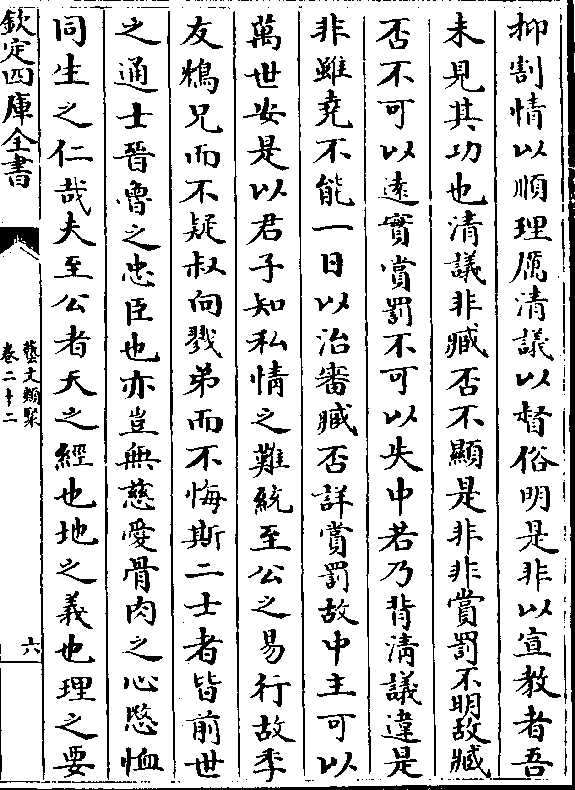 抑割情以順理厲清議以督俗明是非以宣教者吾
未見其功也清議非臧否不顯是非非賞罰不明故臧
否不可以遠實賞罰不可以失中若乃背清議違是
非雖堯不能一日以治審臧否詳賞罰故中主可以
萬世安是以君子知私情之難統至公之易行故季
友鴆兄而不疑叔向戮弟而不悔斯二士者皆前世
之通士晉魯之忠臣也亦豈無慈愛骨肉之心愍恤
同生之仁哉夫至公者天之經也地之義也理之要
欽定四庫全書
藝文類聚
卷二十二
六